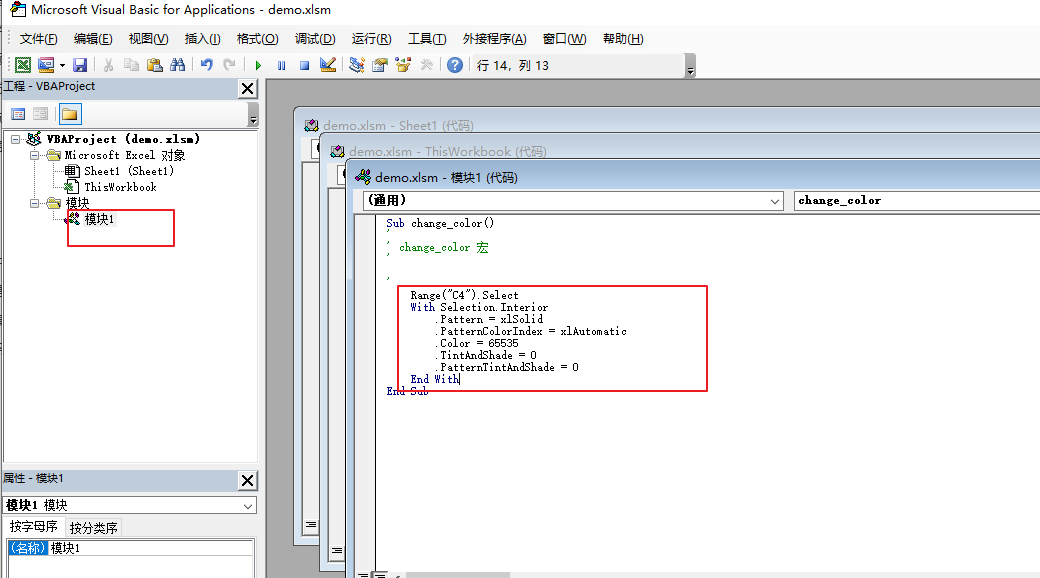 Microsoft Visual Basic for Applications - demo.xlsm
文件(F) 编辑(E) 视图(V) 插入(I) 格式(O) 调试(D) 运行(R) 工具(T) 外接程序(A) 窗口(W) 帮助(H)
行 14，列 13
工程 - VBAProject
VBAProject (demo.xlsm)
Microsoft Excel 对象
Sheet1 (Sheet1)
ThisWorkbook
模块
模块1
属性 - 模块1
模块1 模块
按字母序 按分类序
(名称) 模块1
demo.xlsm - Sheet1 (代码)
demo.xlsm - ThisWorkbook (代码)
demo.xlsm - 模块1 (代码)
(通用) change_color
Sub change_color()
'
' change_color 宏
'
'
Range("C4").Select
With Selection.Interior
.Pattern = xlSolid
.PatternColorIndex = xlAutomatic
.Color = 65535
.TintAndShade = 0
.PatternTintAndShade = 0
End With
End Sub